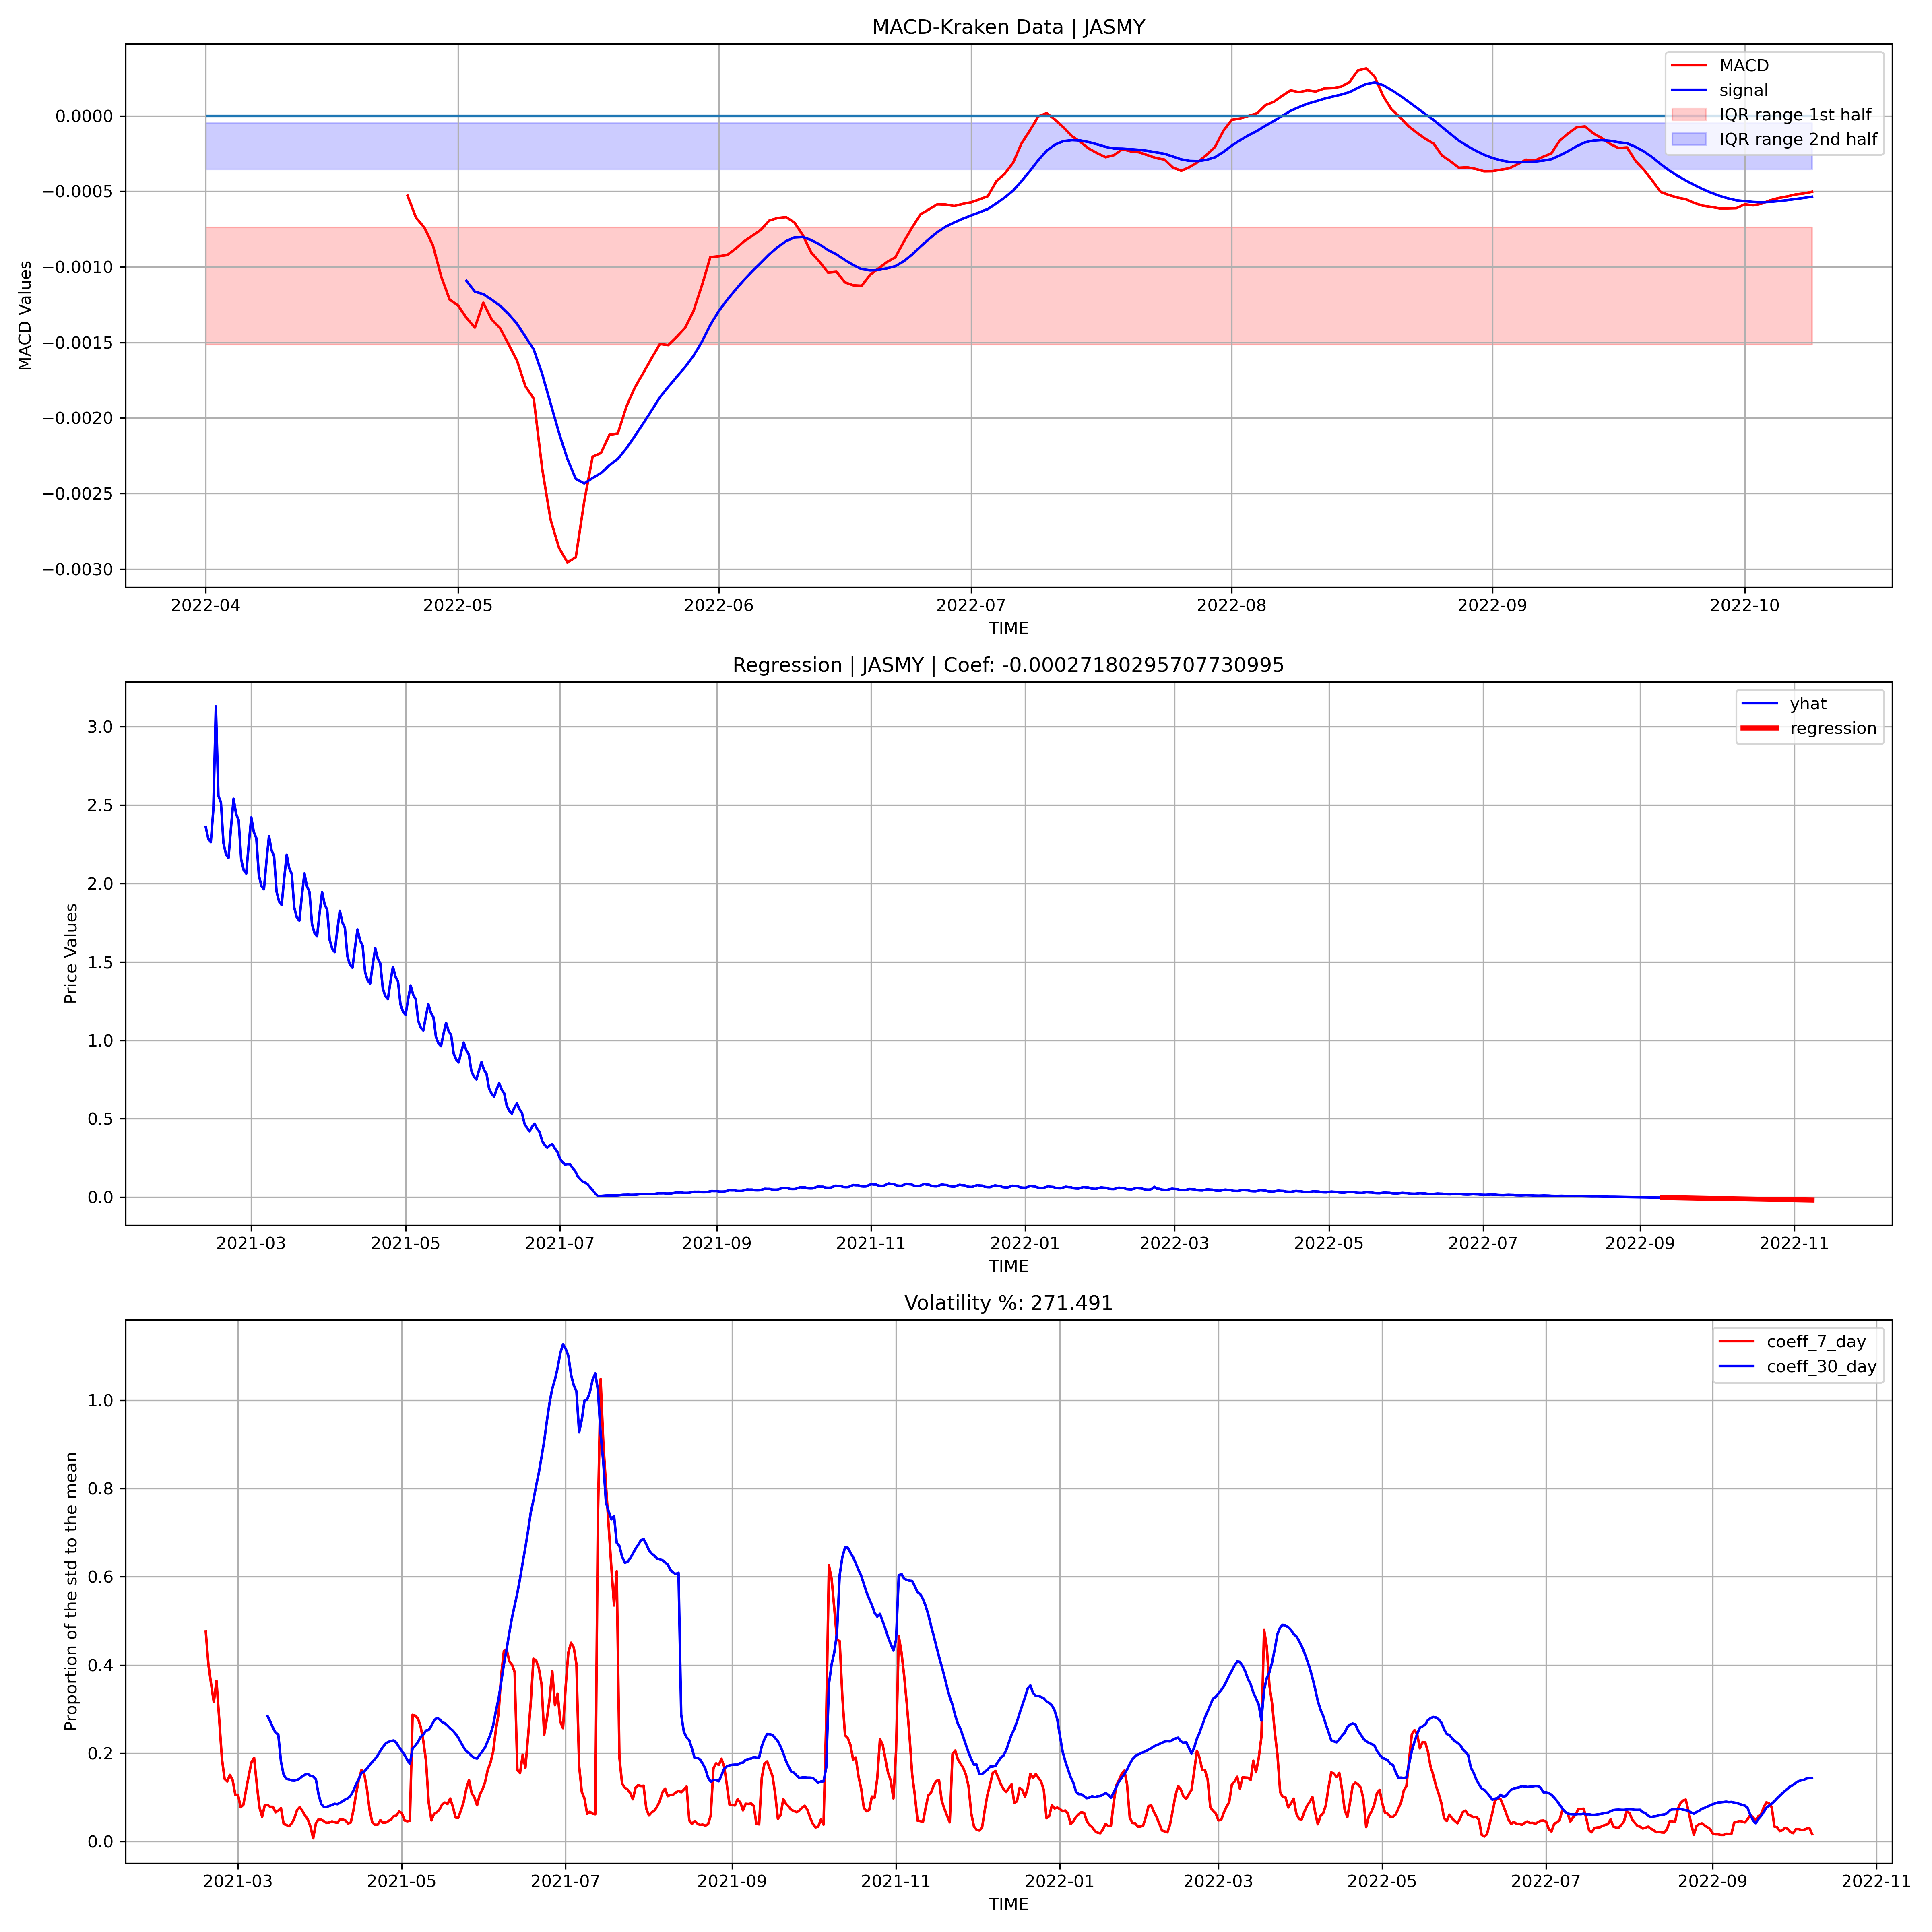 MACD-Kraken Data | JASMY
MACD
signal
IQR range 1st half
IQR range 2nd half
MACD Values
0.0000
−0.0005
−0.0010
−0.0015
−0.0020
−0.0025
−0.0030
2022-04 2022-05 2022-06 2022-07 2022-08 2022-09 2022-10
TIME
Regression | JASMY | Coef: -0.00027180295707730995
yhat
regression
Price Values
3.0
2.5
2.0
1.5
1.0
0.5
0.0
2021-03 2021-05 2021-07 2021-09 2021-11 2022-01 2022-03 2022-05 2022-07 2022-09 2022-11
TIME
Volatility %: 271.491
coeff_7_day
coeff_30_day
Proportion of the std to the mean
1.0
0.8
0.6
0.4
0.2
0.0
2021-03 2021-05 2021-07 2021-09 2021-11 2022-01 2022-03 2022-05 2022-07 2022-09 2022-11
TIME